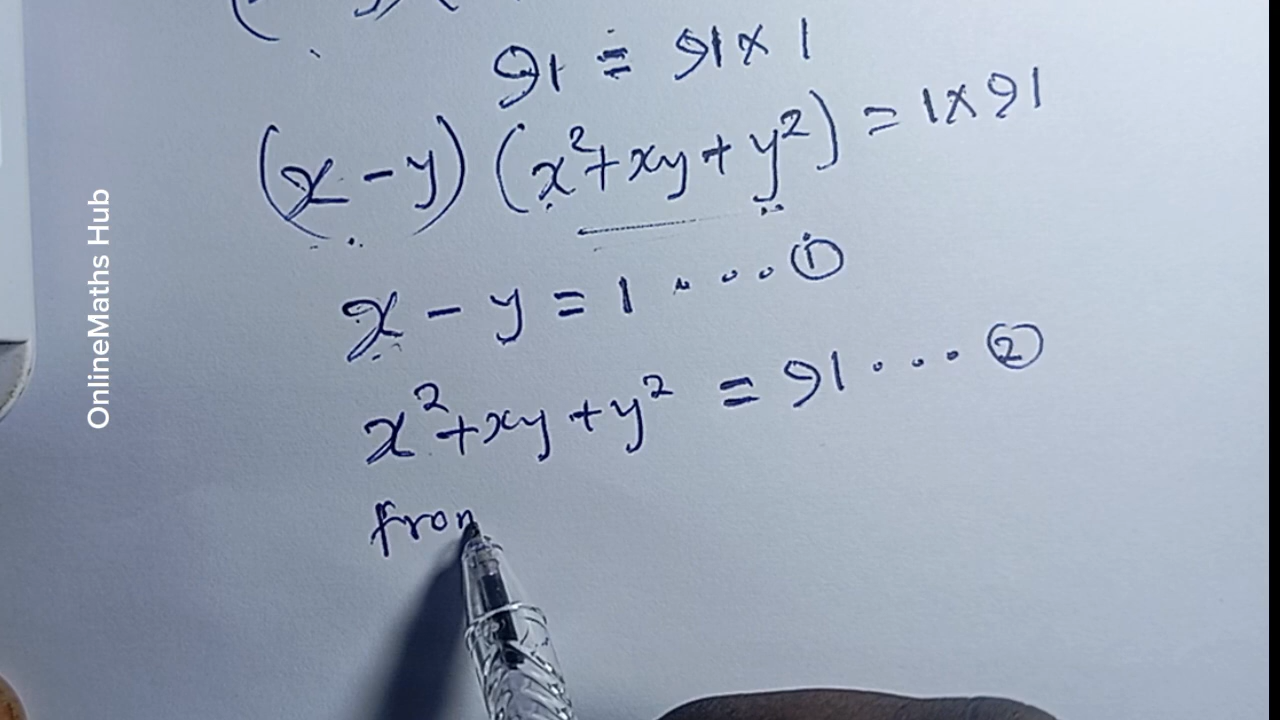 91 = 91 × 1
(x - y) (x² + xy + y²) = 1 × 91
x - y = 1 .... ①
x² + xy + y² = 91 ... ②
from
OnlineMaths Hub